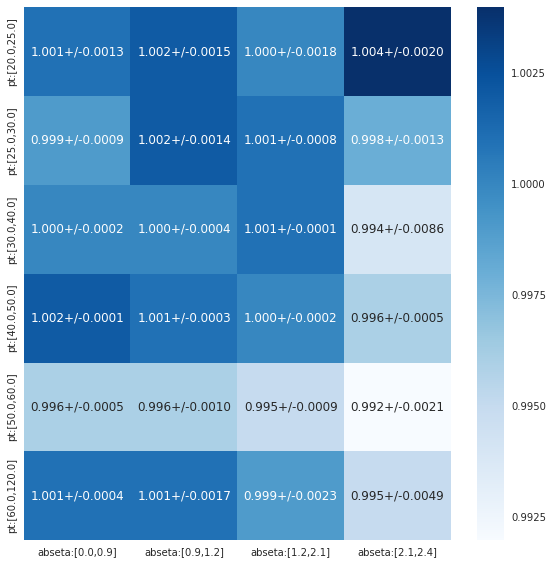 pt:[20.0,25.0] 1.001+/-0.0013 1.002+/-0.0015 1.000+/-0.0018 1.004+/-0.0020
pt:[25.0,30.0] 0.999+/-0.0009 1.002+/-0.0014 1.001+/-0.0008 0.998+/-0.0013
pt:[30.0,40.0] 1.000+/-0.0002 1.000+/-0.0004 1.001+/-0.0001 0.994+/-0.0086
pt:[40.0,50.0] 1.002+/-0.0001 1.001+/-0.0003 1.000+/-0.0002 0.996+/-0.0005
pt:[50.0,60.0] 0.996+/-0.0005 0.996+/-0.0010 0.995+/-0.0009 0.992+/-0.0021
pt:[60.0,120.0] 1.001+/-0.0004 1.001+/-0.0017 0.999+/-0.0023 0.995+/-0.0049
abseta:[0.0,0.9] abseta:[0.9,1.2] abseta:[1.2,2.1] abseta:[2.1,2.4]
1.0025
1.0000
0.9975
0.9950
0.9925